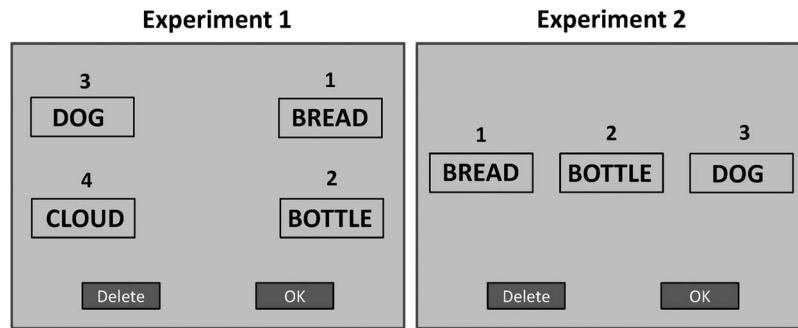 Experiment 1
3 1
DOG BREAD
4 2
CLOUD BOTTLE
Delete OK
Experiment 2
1 2 3
BREAD BOTTLE DOG
Delete OK